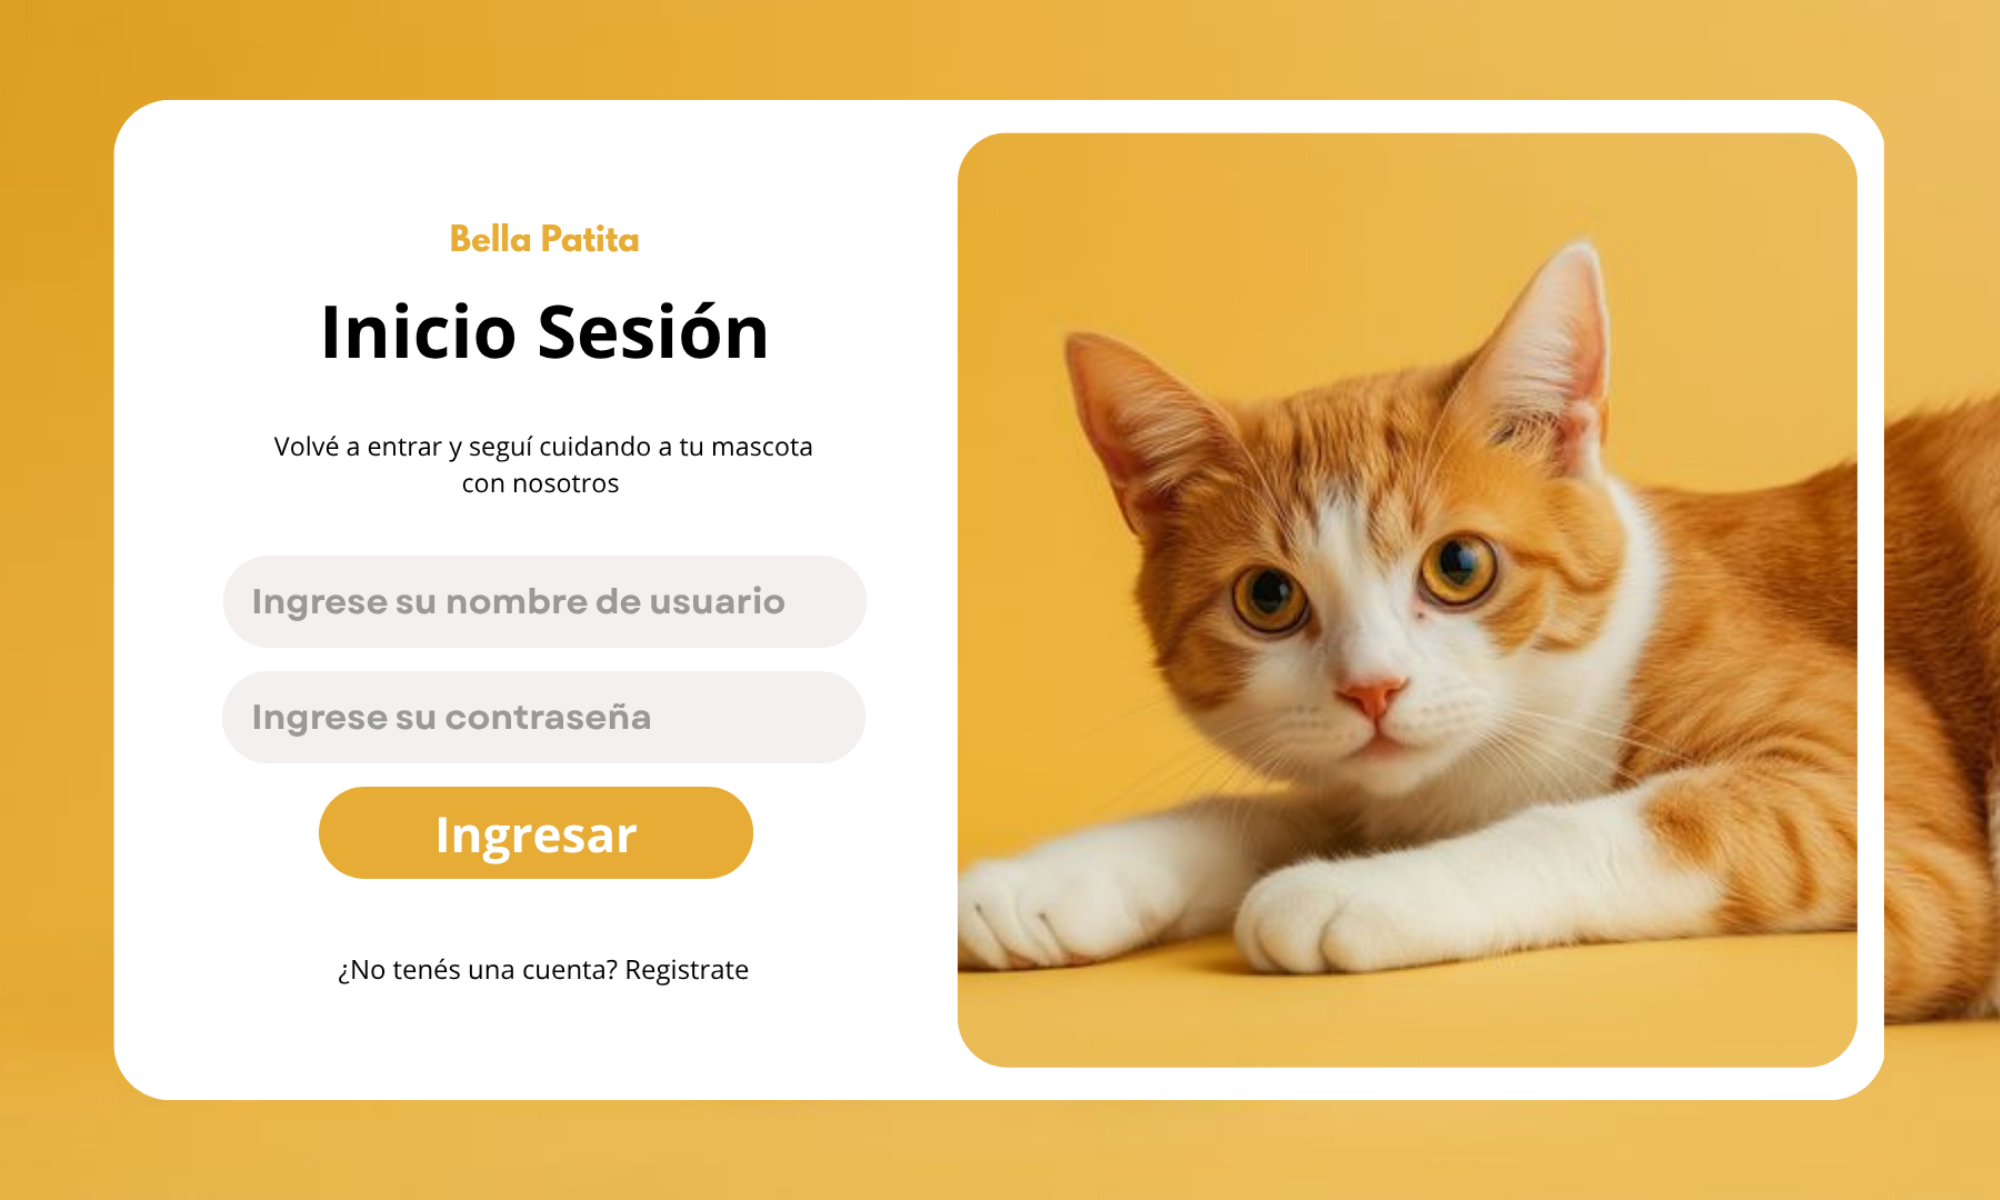 Bella Patita
Inicio Sesión
Volvé a entrar y seguí cuidando a tu mascota
con nosotros
Ingrese su nombre de usuario
Ingrese su contraseña
Ingresar
¿No tenés una cuenta? Registrate